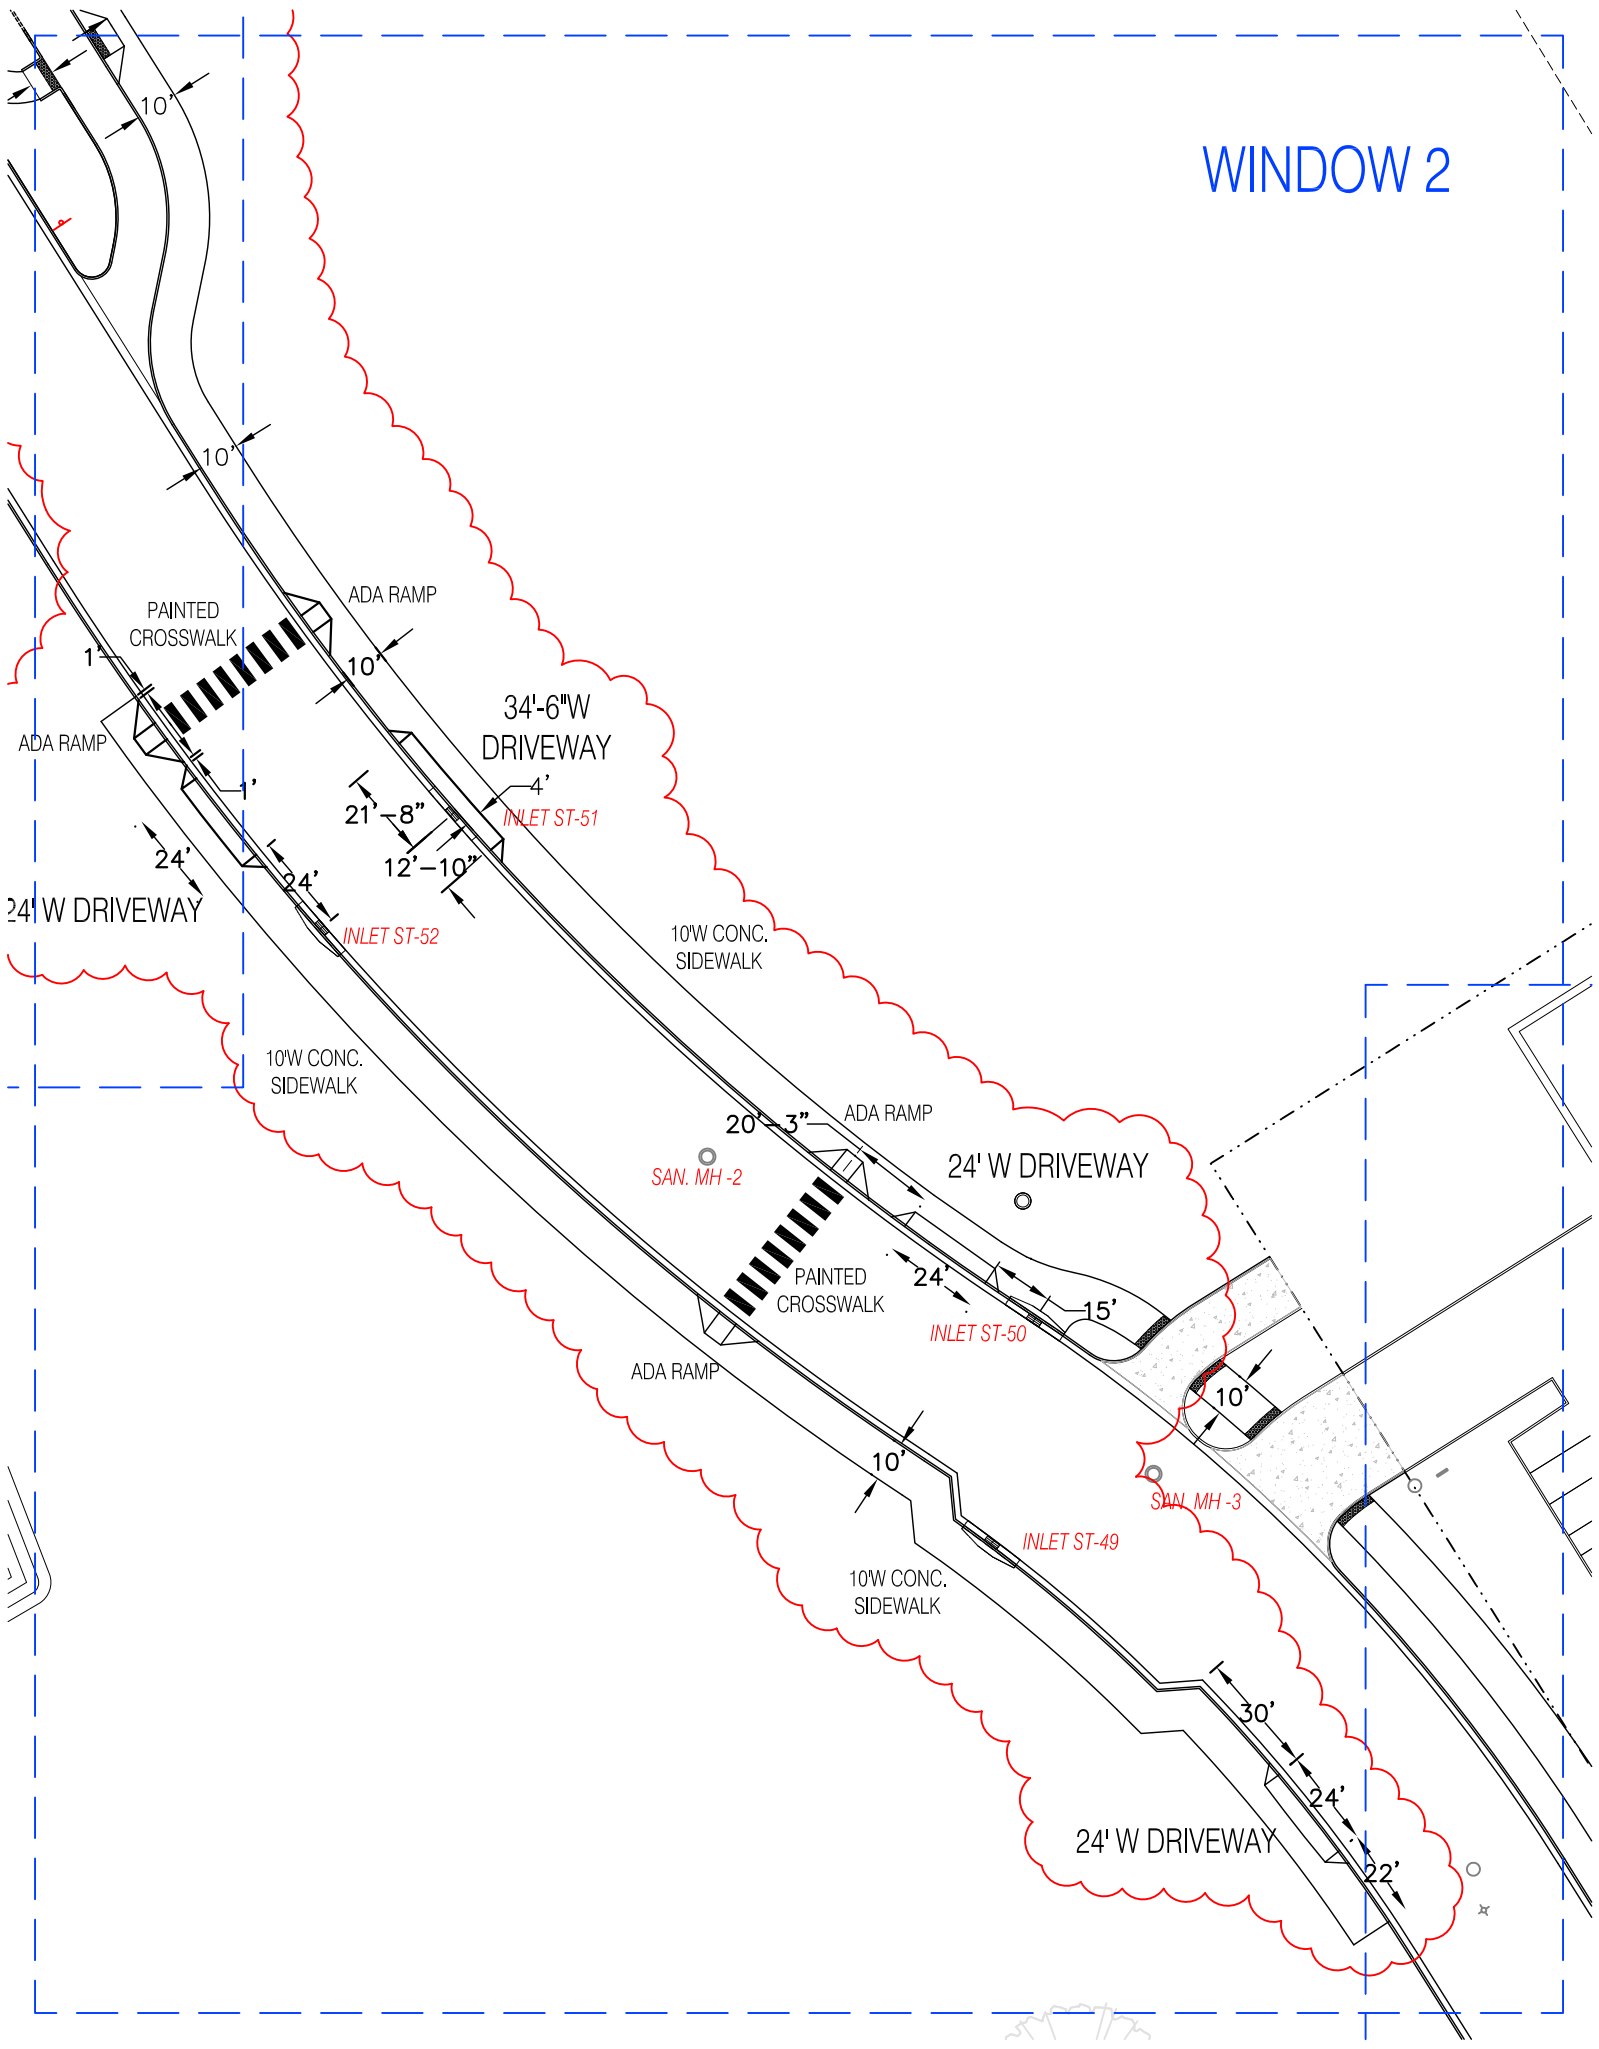 10'
WINDOW 2
10'
ADA RAMP
PAINTED
CROSSWALK
1'
10'
34'-6"W
DRIVEWAY
ADA RAMP
1'
4'
21'-8"
INLET ST-51
24'
12'-10"
24'
24' W DRIVEWAY
INLET ST-52
10'W CONC.
SIDEWALK
10'W CONC.
SIDEWALK
20'-3"
ADA RAMP
SAN. MH -2
24' W DRIVEWAY
PAINTED
CROSSWALK
24'
15'
INLET ST-50
ADA RAMP
10'
10'
SAN. MH -3
INLET ST-49
10'W CONC.
SIDEWALK
30'
24'
24' W DRIVEWAY
22'